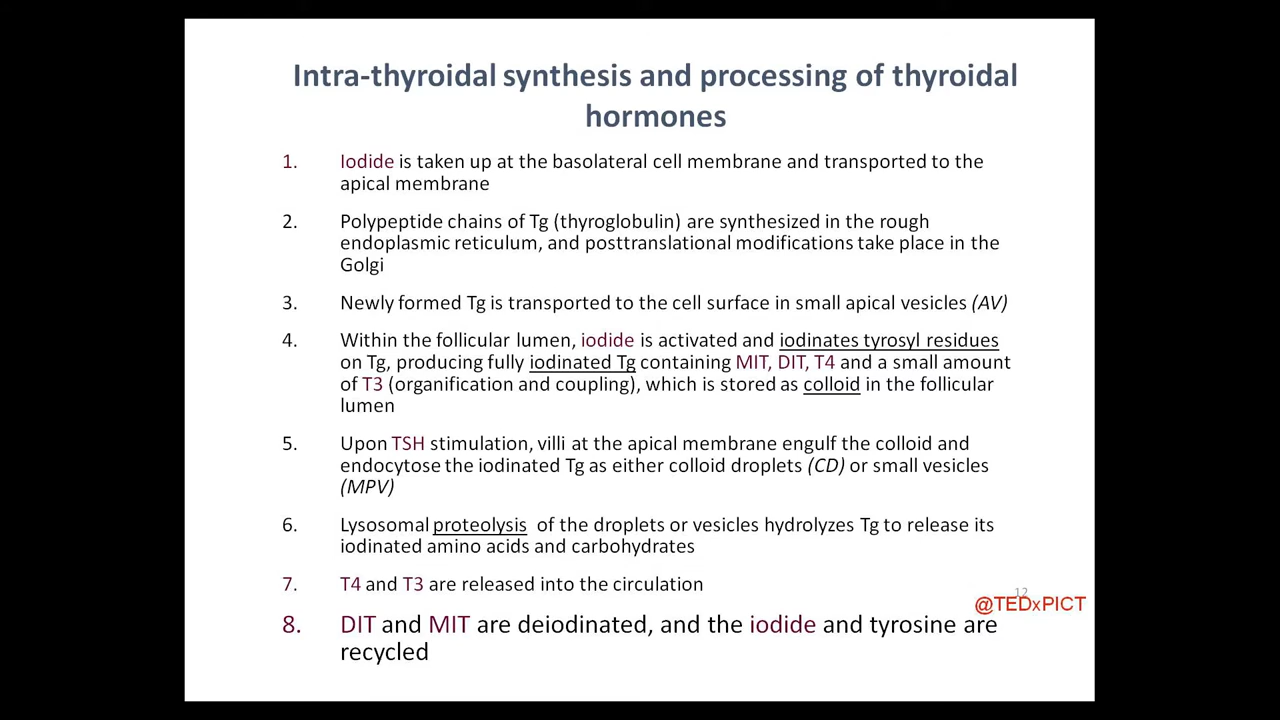 Intra-thyroidal synthesis and processing of thyroidal
hormones
1. Iodide is taken up at the basolateral cell membrane and transported to the
apical membrane
2. Polypeptide chains of Tg (thyroglobulin) are synthesized in the rough
endoplasmic reticulum, and posttranslational modifications take place in the
Golgi
3. Newly formed Tg is transported to the cell surface in small apical vesicles (AV)
4. Within the follicular lumen, iodide is activated and iodinates tyrosyl residues
on Tg, producing fully iodinated Tg containing MIT, DIT, T4 and a small amount
of T3 (organification and coupling), which is stored as colloid in the follicular
lumen
5. Upon TSH stimulation, villi at the apical membrane engulf the colloid and
endocytose the iodinated Tg as either colloid droplets (CD) or small vesicles
(MPV)
6. Lysosomal proteolysis of the droplets or vesicles hydrolyzes Tg to release its
iodinated amino acids and carbohydrates
7. T4 and T3 are released into the circulation
12
@TEDxPICT
8. DIT and MIT are deiodinated, and the iodide and tyrosine are
recycled